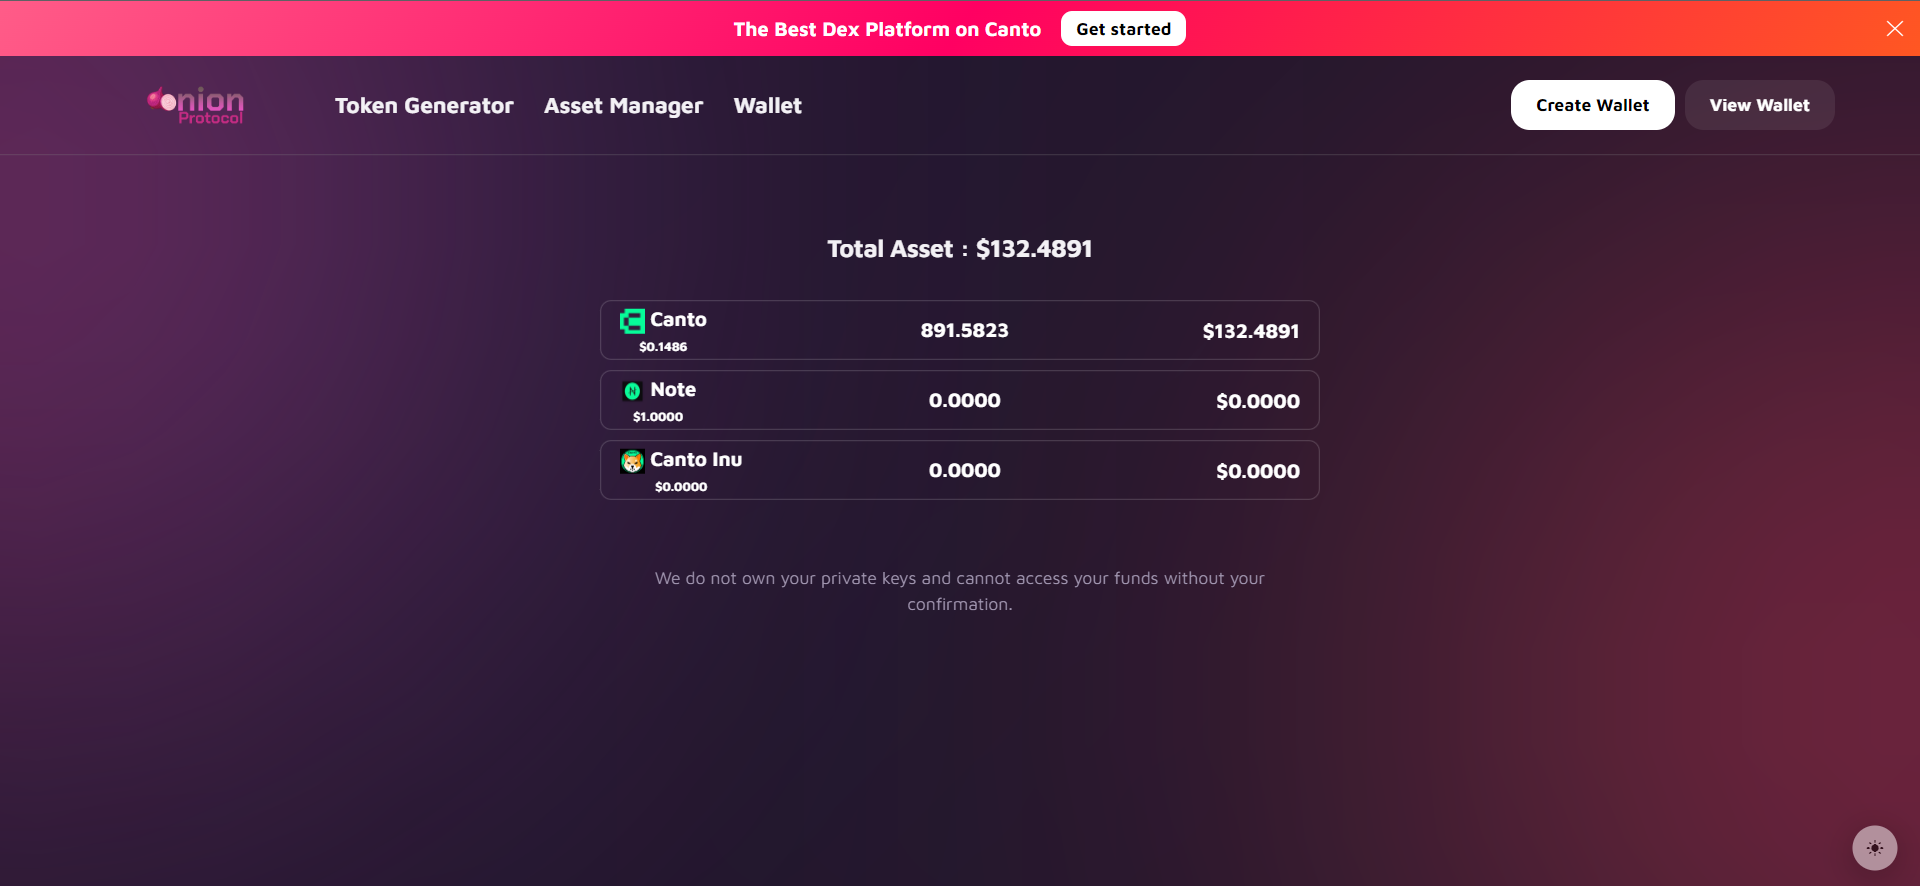 The Best Dex Platform on Canto
Get started
Onion
Protocol
Token Generator
Asset Manager
Wallet
Create Wallet
View Wallet
Total Asset : $132.4891
Canto
$0.1486
891.5823
$132.4891
Note
$1.0000
0.0000
$0.0000
Canto Inu
$0.0000
0.0000
$0.0000
We do not own your private keys and cannot access your funds without your
confirmation.